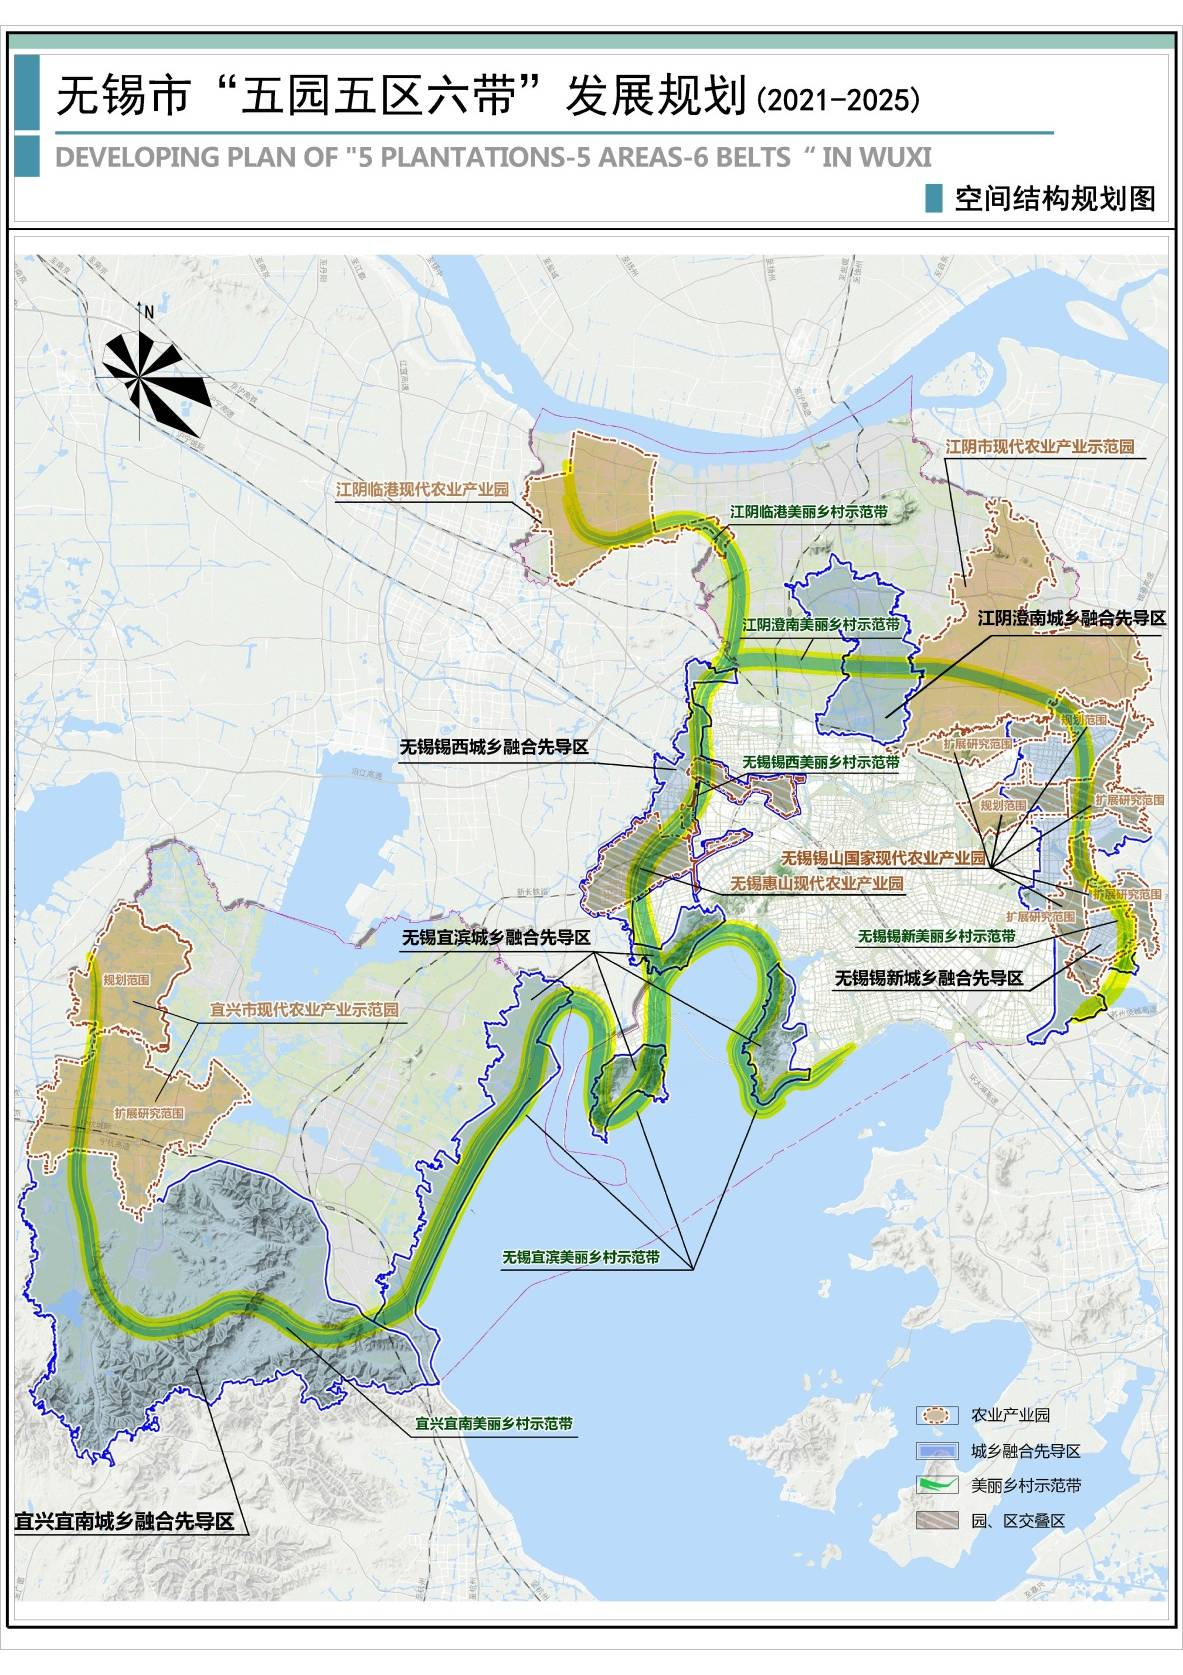 无锡市“五园五区六带”发展规划(2021-2025)
DEVELOPING PLAN OF "5 PLANTATIONS-5 AREAS-6 BELTS “ IN WUXI
空间结构规划图
N
江阴市现代农业产业示范园
江阴临港现代农业产业园
江阴临港美丽乡村示范带
江阴澄南城乡融合先导区
江阴澄南美丽乡村示范带
规划范围
扩展研究范围
无锡锡西城乡融合先导区
无锡锡西美丽乡村示范带
沿江高速
规划范围
扩展研究范围
无锡锡山国家现代农业产业园
无锡惠山现代农业产业园
新长铁路
扩展研究范围
扩展研究范围
无锡宜滨城乡融合先导区
无锡锡新美丽乡村示范带
无锡锡新城乡融合先导区
规划范围
宜兴市现代农业产业示范园
扩展研究范围
宁杭高速
无锡宜滨美丽乡村示范带
宜兴宜南美丽乡村示范带
宜兴宜南城乡融合先导区
农业产业园
城乡融合先导区
美丽乡村示范带
园、区交叠区